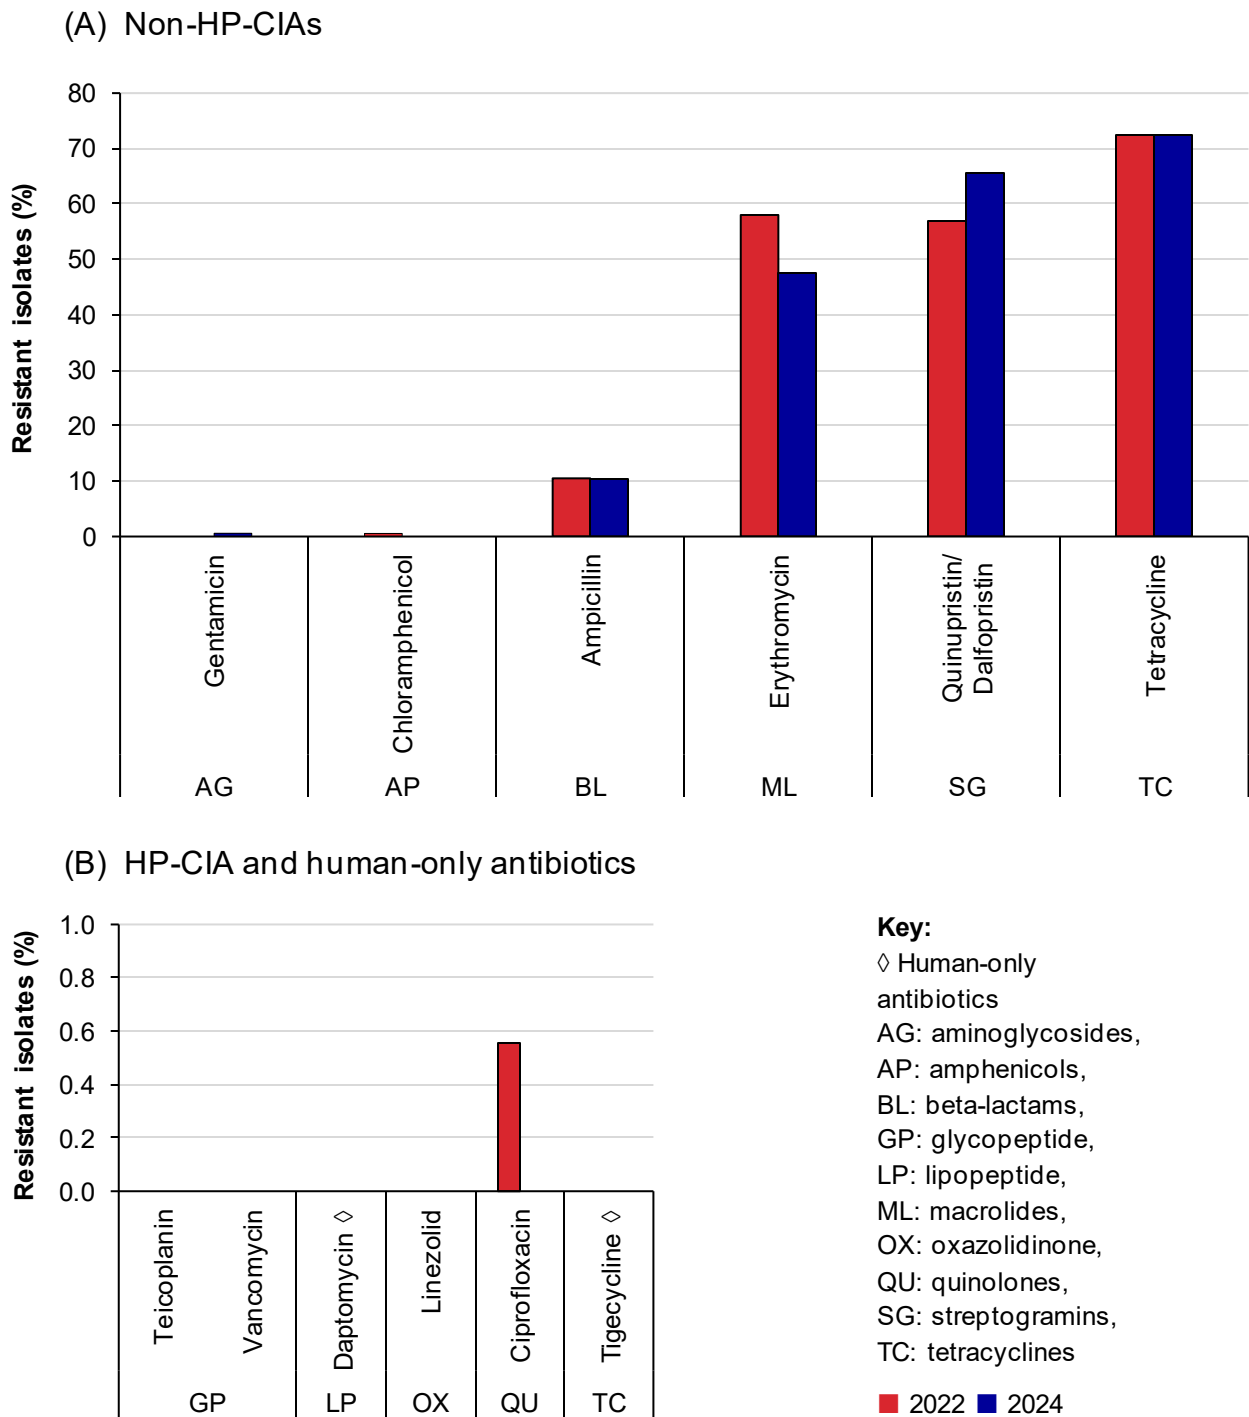 (A) Non-HP-CIAs
Resistant isolates (%)
80
70
60
50
40
30
20
10
0
Gentamicin
Chloramphenicol
Ampicillin
Erythromycin
Quinupristin/
Dalfopristin
Tetracycline
AG
AP
BL
ML
SG
TC
(B) HP-CIA and human-only antibiotics
Resistant isolates (%)
1.0
0.8
0.6
0.4
0.2
0.0
Teicoplanin
Vancomycin
Daptomycin ◊
Linezolid
Ciprofloxacin
Tigecycline ◊
GP
LP
OX
QU
TC
Key:
◊ Human-only
antibiotics
AG: aminoglycosides,
AP: amphenicols,
BL: beta-lactams,
GP: glycopeptide,
LP: lipopeptide,
ML: macrolides,
OX: oxazolidinone,
QU: quinolones,
SG: streptogramins,
TC: tetracyclines
2022 2024